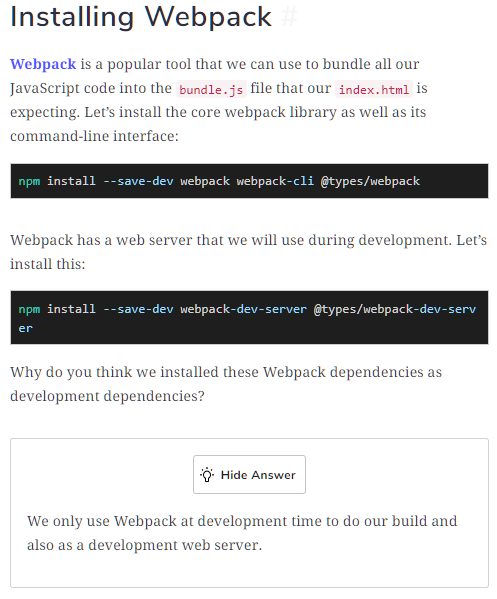 Installing Webpack #
Webpack is a popular tool that we can use to bundle all our
JavaScript code into the bundle.js file that our index.html is
expecting. Let’s install the core webpack library as well as its
command-line interface:
npm install --save-dev webpack webpack-cli @types/webpack
Webpack has a web server that we will use during development. Let’s
install this:
npm install --save-dev webpack-dev-server @types/webpack-dev-serv
er
Why do you think we installed these Webpack dependencies as
development dependencies?
Hide Answer
We only use Webpack at development time to do our build and
also as a development web server.